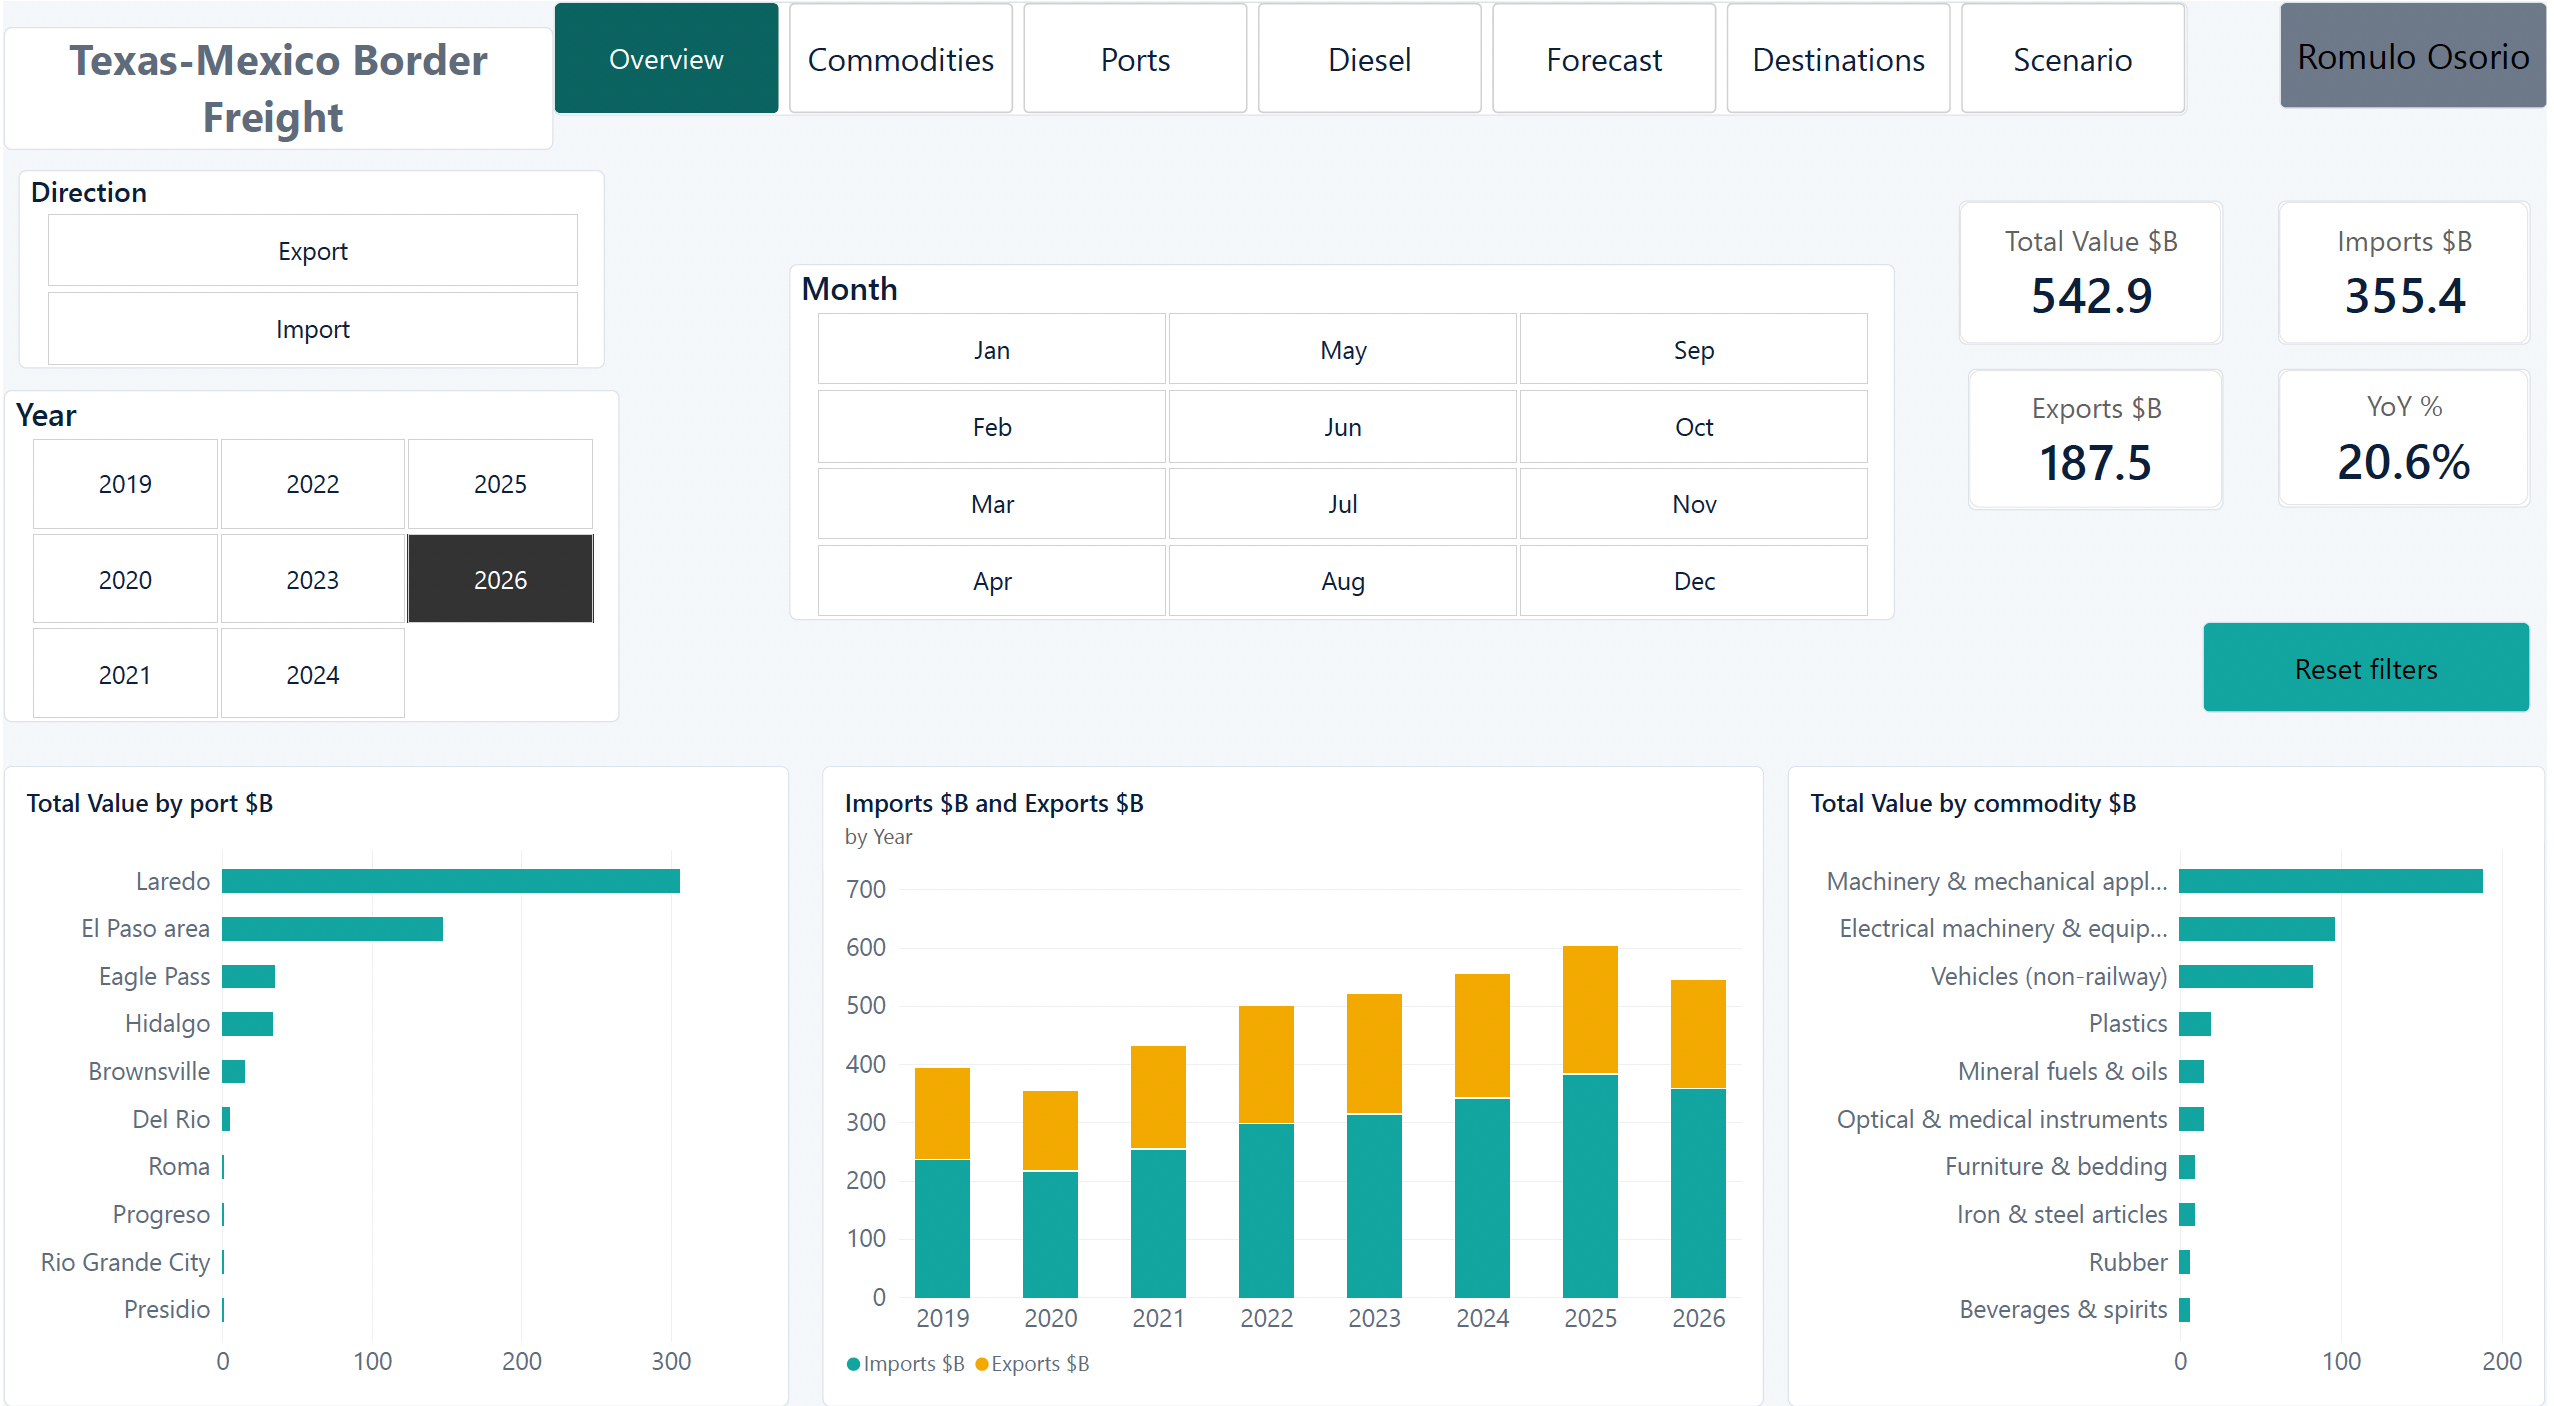 Texas-Mexico Border
Freight
Overview
Commodities
Ports
Diesel
Forecast
Destinations
Scenario
Romulo Osorio
Direction
Export
Import
Year
2019
2022
2025
2020
2023
2026
2021
2024
Month
Jan
May
Sep
Feb
Jun
Oct
Mar
Jul
Nov
Apr
Aug
Dec
Total Value $B
542.9
Imports $B
355.4
Exports $B
187.5
YoY %
20.6%
Reset filters
Total Value by port $B
Laredo
El Paso area
Eagle Pass
Hidalgo
Brownsville
Del Rio
Roma
Progreso
Rio Grande City
Presidio
0 100 200 300
Imports $B and Exports $B
by Year
700
600
500
400
300
200
100
0
2019 2020 2021 2022 2023 2024 2025 2026
Imports $B Exports $B
Total Value by commodity $B
Machinery & mechanical appl...
Electrical machinery & equip...
Vehicles (non-railway)
Plastics
Mineral fuels & oils
Optical & medical instruments
Furniture & bedding
Iron & steel articles
Rubber
Beverages & spirits
0 100 200